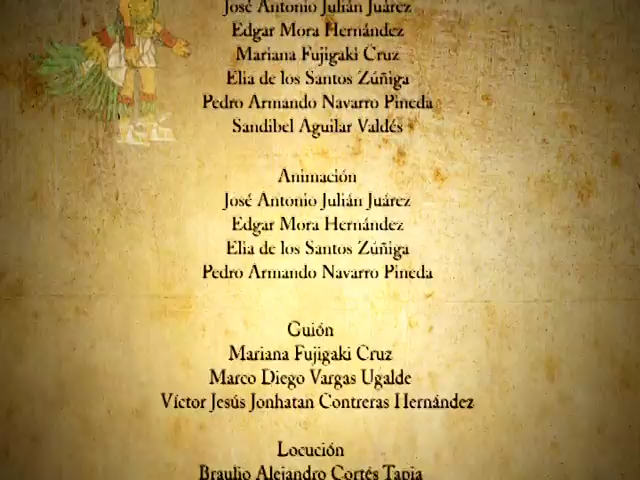 José Antonio Julián Juárez
Edgar Mora Hernández
Mariana Fujigaki Cruz
Elia de los Santos Zúñiga
Pedro Armando Navarro Pineda
Sandibel Aguilar Valdés
Animación
José Antonio Julián Juárez
Edgar Mora Hernández
Elia de los Santos Zúñiga
Pedro Armando Navarro Pineda
Guión
Mariana Fujigaki Cruz
Marco Diego Vargas Ugalde
Víctor Jesús Jonhatan Contreras Hernández
Locución
Braulio Alejandro Cortés Tapia